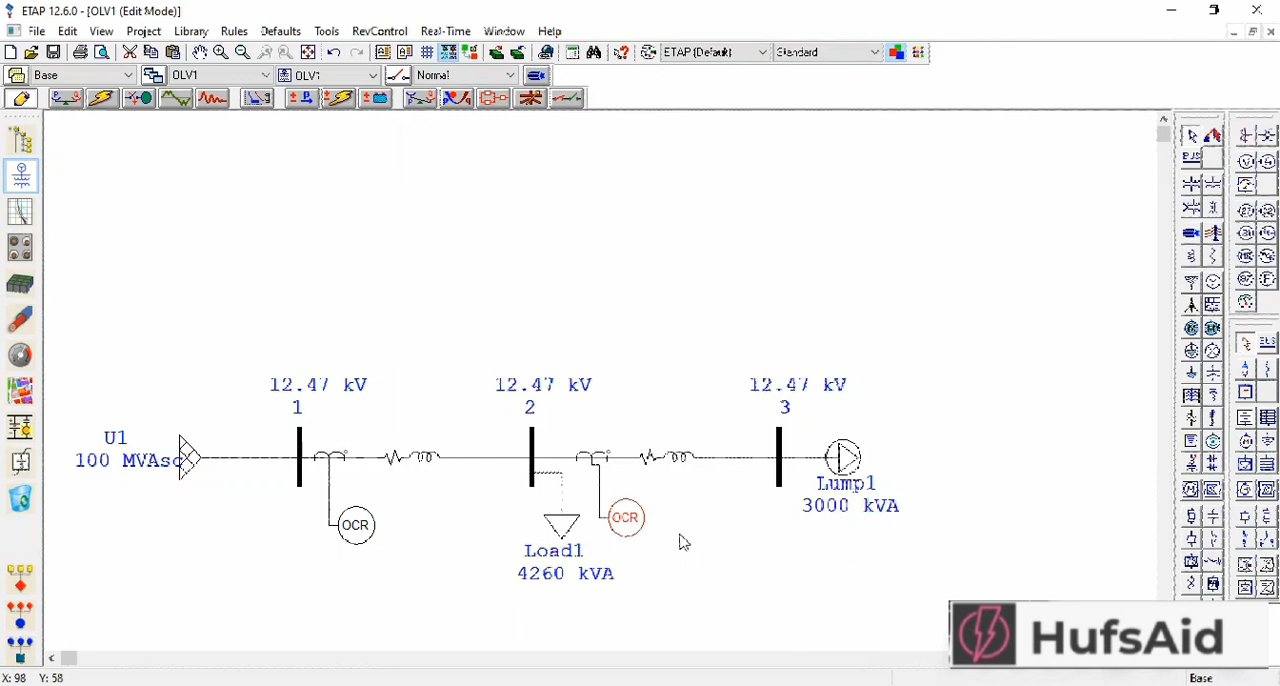 ETAP 12.6.0 - [OLV1 (Edit Mode)]
File Edit View Project Library Rules Defaults Tools RevControl Real-Time Window Help
ETAP (Default) Standard
Base OLV1 OLV1 Normal
12.47 kV 12.47 kV 12.47 kV
1 2 3
U1
100 MVAsc
Lump1
3000 kVA
OCR OCR
Load1
4260 kVA
HufsAid
X: 98 Y: 58 Base